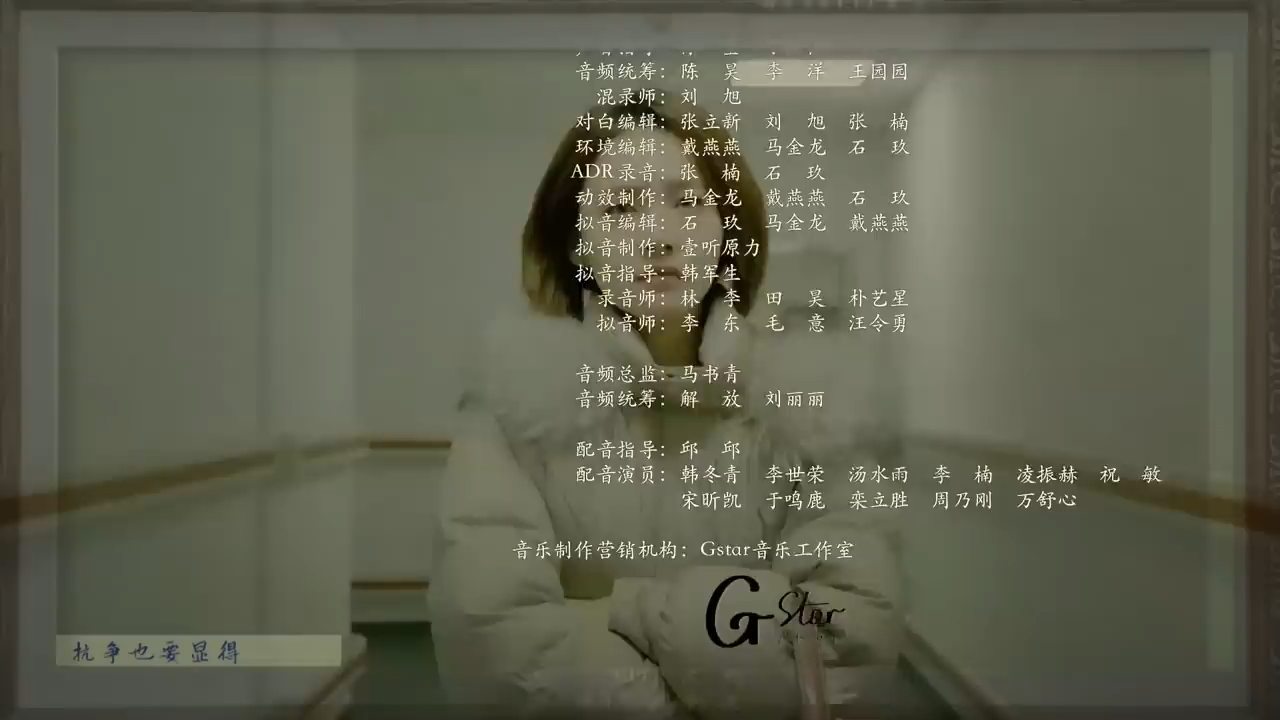 音频统筹：陈　昊　李　洋　王园园
混录师：刘　旭
对白编辑：张立新　刘　旭　张　楠
环境编辑：戴燕燕　马金龙　石　玖
ADR录音：张　楠　石　玖
动效制作：马金龙　戴燕燕　石　玖
拟音编辑：石　玖　马金龙　戴燕燕
拟音制作：壹听原力
拟音指导：韩军生
录音师：林　李　田　昊　朴艺星
拟音师：李　东　毛　意　汪令勇
音频总监：马书青
音频统筹：解　放　刘丽丽
配音指导：邱　邱
配音演员：韩冬青　李世荣　汤水雨　李　楠　凌振赫　祝　敏
宋昕凯　于鸣鹿　栾立胜　周乃刚　万舒心
音乐制作营销机构：Gstar音乐工作室
G Star
抗争也要显得